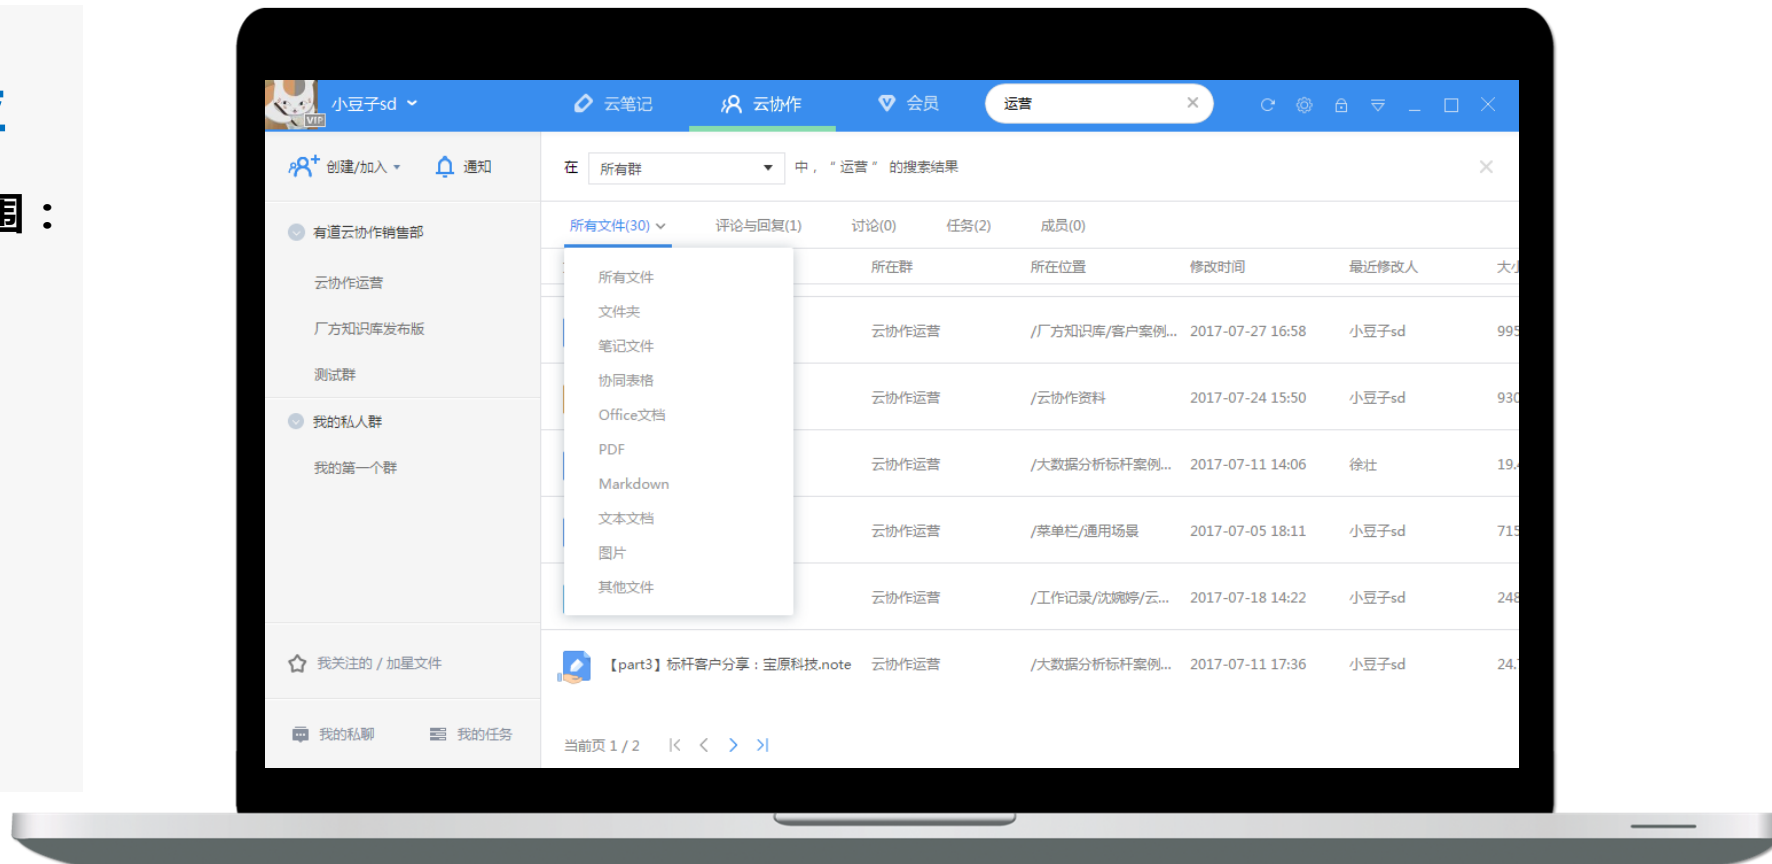 围：
小豆子sd
VIP
云笔记
云协作
会员
运营
创建/加入
通知
在 所有群 中，“ 运营 ” 的搜索结果
有道云协作销售部
云协作运营
厂方知识库发布版
测试群
我的私人群
我的第一个群
我关注的 / 加星文件
我的私聊
我的任务
所有文件(30) 评论与回复(1) 讨论(0) 任务(2) 成员(0)
所在群 所在位置 修改时间 最近修改人 大小
所有文件
文件夹
笔记文件
协同表格
Office文档
PDF
Markdown
文本文档
图片
其他文件
云协作运营 /厂方知识库/客户案例... 2017-07-27 16:58 小豆子sd 995
云协作运营 /云协作资料 2017-07-24 15:50 小豆子sd 930
云协作运营 /大数据分析标杆案例... 2017-07-11 14:06 徐壮 19.
云协作运营 /菜单栏/通用场景 2017-07-05 18:11 小豆子sd 715
云协作运营 /工作记录/沈婉婷/云... 2017-07-18 14:22 小豆子sd 248
【part3】标杆客户分享：宝原科技.note 云协作运营 /大数据分析标杆案例... 2017-07-11 17:36 小豆子sd 24.
当前页 1 / 2